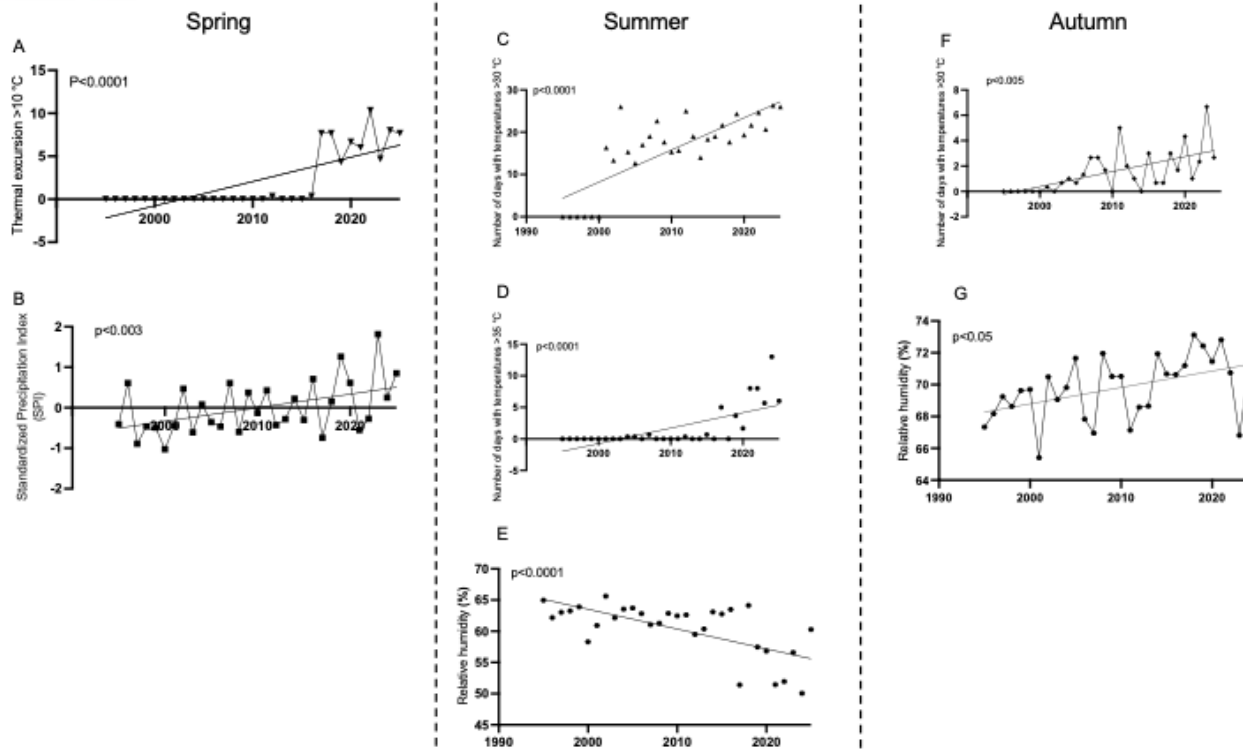 Spring
A
P<0.0001
Thermal excursion >10 °C
15
10
5
0
-5
2000
2010
2020
B
p<0.003
Standardized Precipitation Index
(SPI)
2
1
0
-1
-2
2000
2010
2020
Summer
C
p<0.0001
Number of days with temperatures >30 °C
30
20
10
0
1990
2000
2010
2020
D
p<0.0001
Number of days with temperatures >35 °C
15
10
5
0
-5
2000
2010
2020
E
p<0.0001
Relative humidity (%)
70
65
60
55
50
45
1990
2000
2010
2020
Autumn
F
p<0.005
Number of days with temperatures >30 °C
8
6
4
2
0
-2
2000
2010
2020
G
p<0.05
Relative humidity (%)
74
72
70
68
66
64
1990
2000
2010
2020